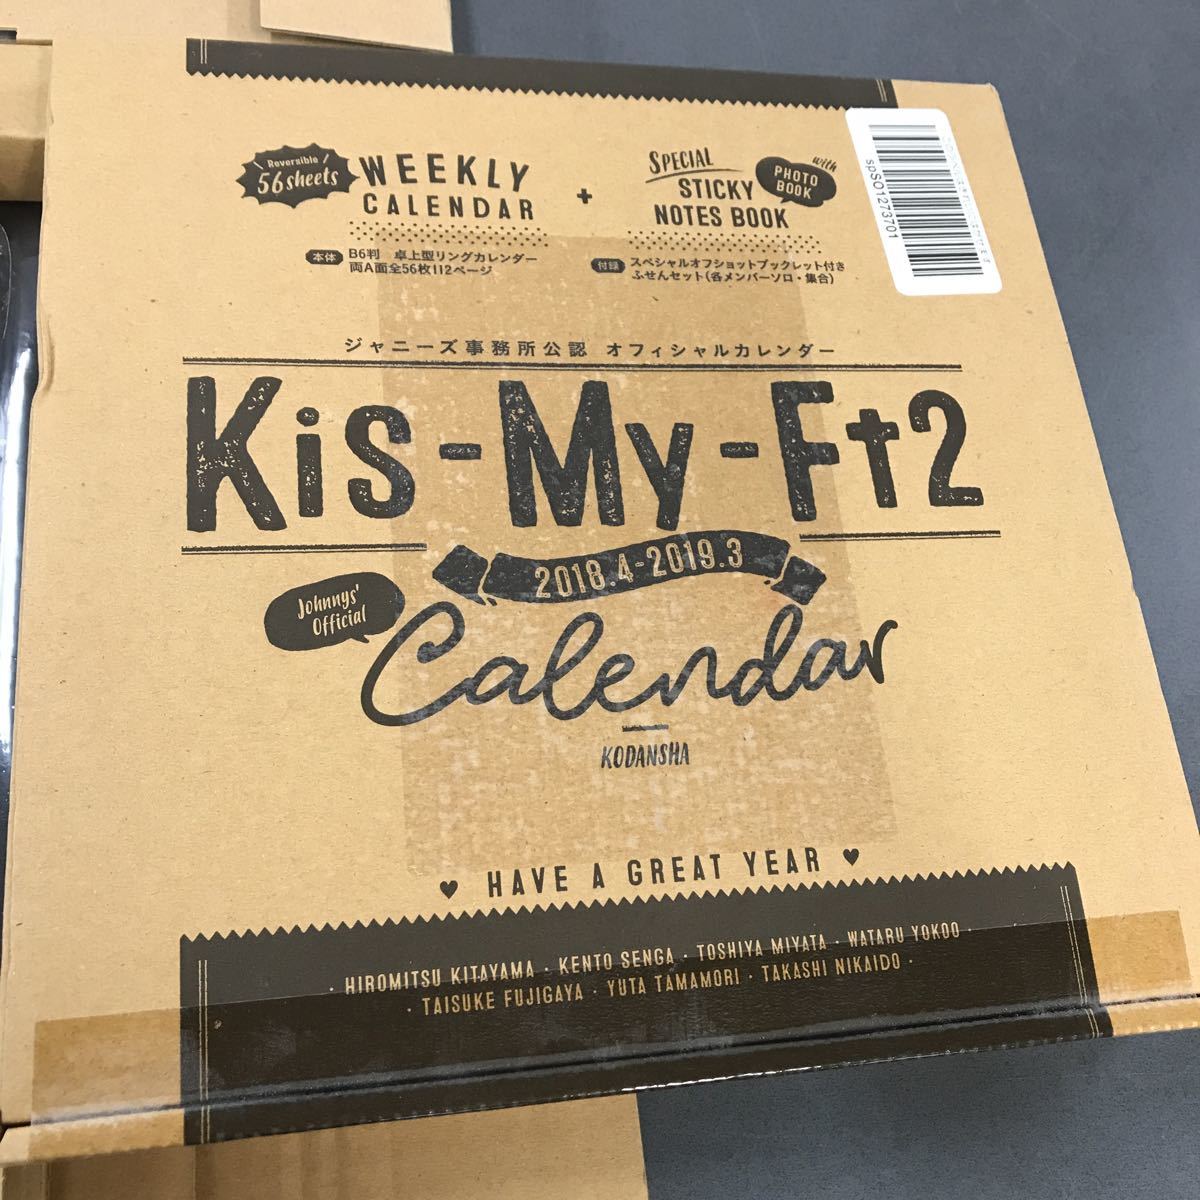 Reversible
56sheets
WEEKLY
CALENDAR
+
SPECIAL
STICKY
NOTES BOOK
with
PHOTO
BOOK
本体 B6判 卓上型リングカレンダー
両A面全56枚112ページ
付録 スペシャルオフショットブックレット付き
ふせんセット(各メンバーソロ・集合)
spS01273701
ジャニーズ事務所公認 オフィシャルカレンダー
Kis-My-Ft2
2018.4-2019.3
Johnnys'
Official
Calendar
KODANSHA
♥ HAVE A GREAT YEAR ♥
· HIROMITSU KITAYAMA · KENTO SENGA · TOSHIYA MIYATA · WATARU YOKOO ·
· TAISUKE FUJIGAYA · YUTA TAMAMORI · TAKASHI NIKAIDO ·